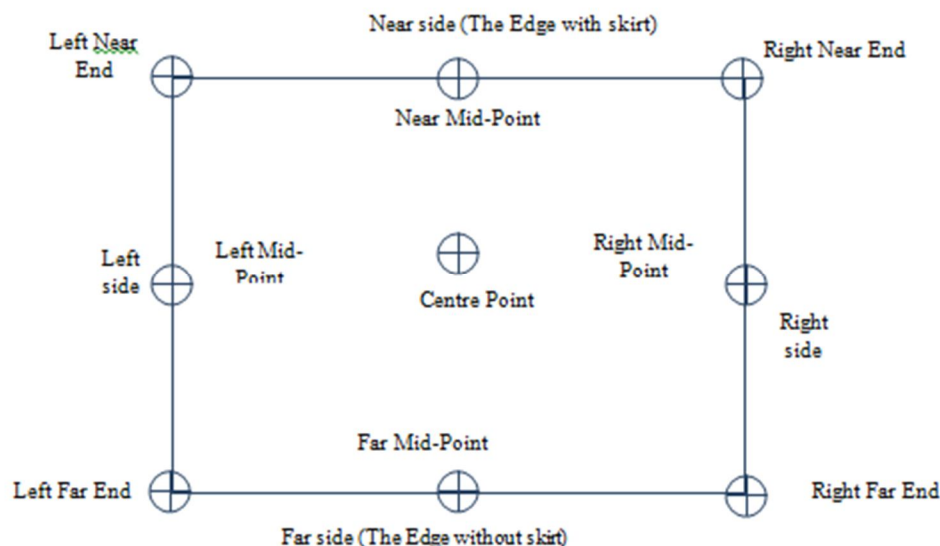 Near side (The Edge with skirt)
Left Near
End
Right Near End
Near Mid-Point
Left
side
Left Mid-
Point
Right Mid-
Point
Centre Point
Right
side
Far Mid-Point
Left Far End
Right Far End
Far side (The Edge without skirt)